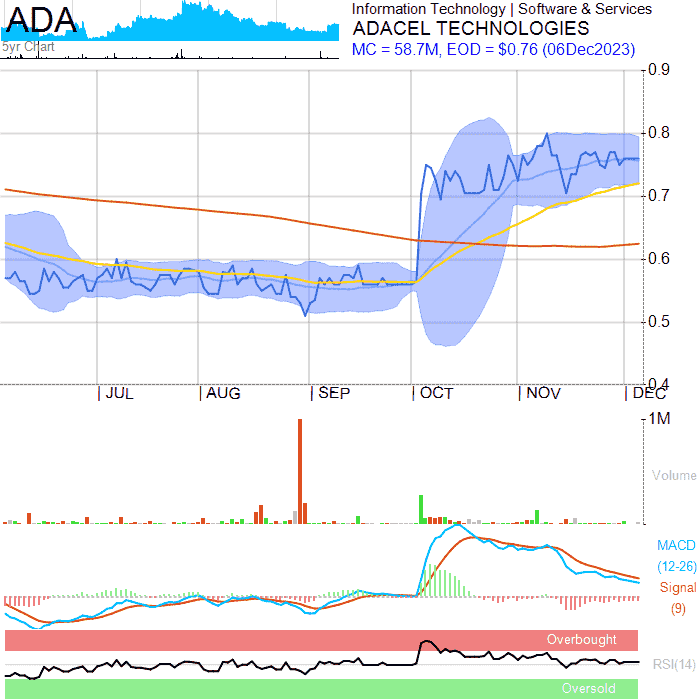 ADA
5yr Chart
Information Technology | Software & Services
ADACEL TECHNOLOGIES
MC = 58.7M, EOD = $0.76 (06Dec2023)
0.9
0.8
0.7
0.6
0.5
0.4
JUL
AUG
SEP
OCT
NOV
DEC
1M
Volume
MACD
(12-26)
Signal
(9)
Overbought
RSI(14)
Oversold